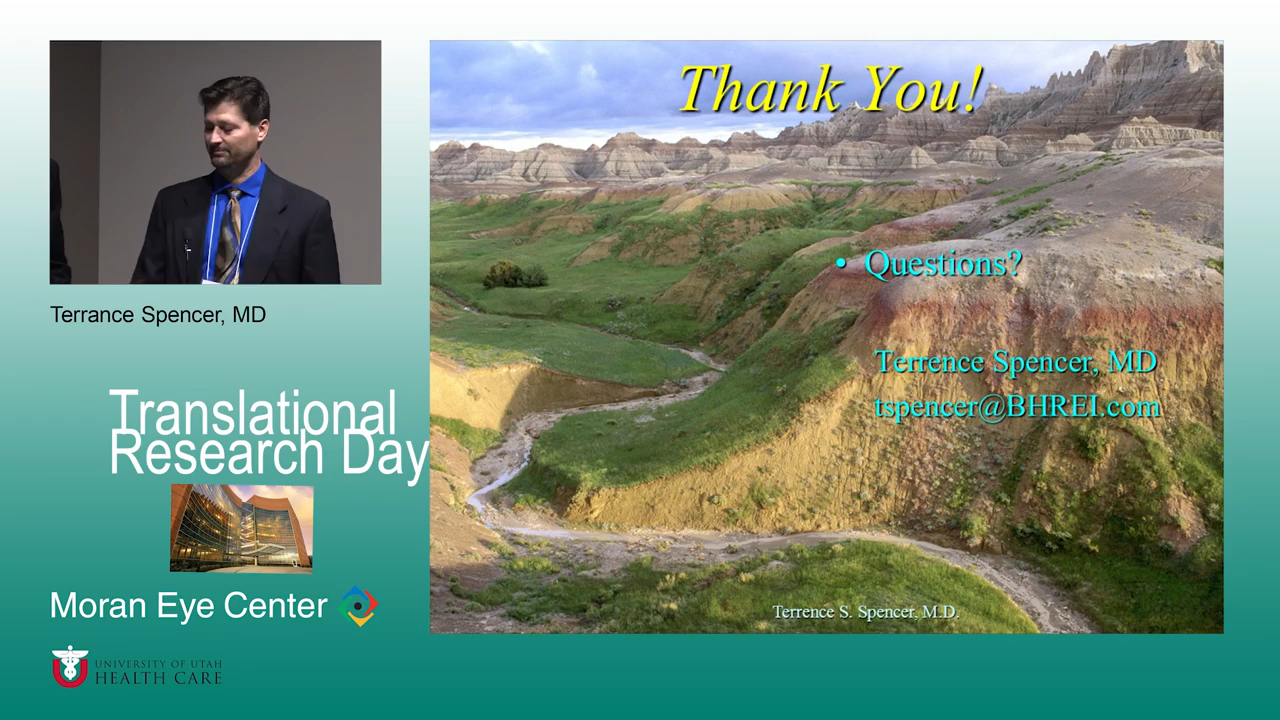 Thank You!
• Questions?
Terrence Spencer, MD
tspencer@BHREI.com
Terrence S. Spencer, M.D.
Terrance Spencer, MD
Translational
Research Day
Moran Eye Center
UNIVERSITY OF UTAH
HEALTH CARE